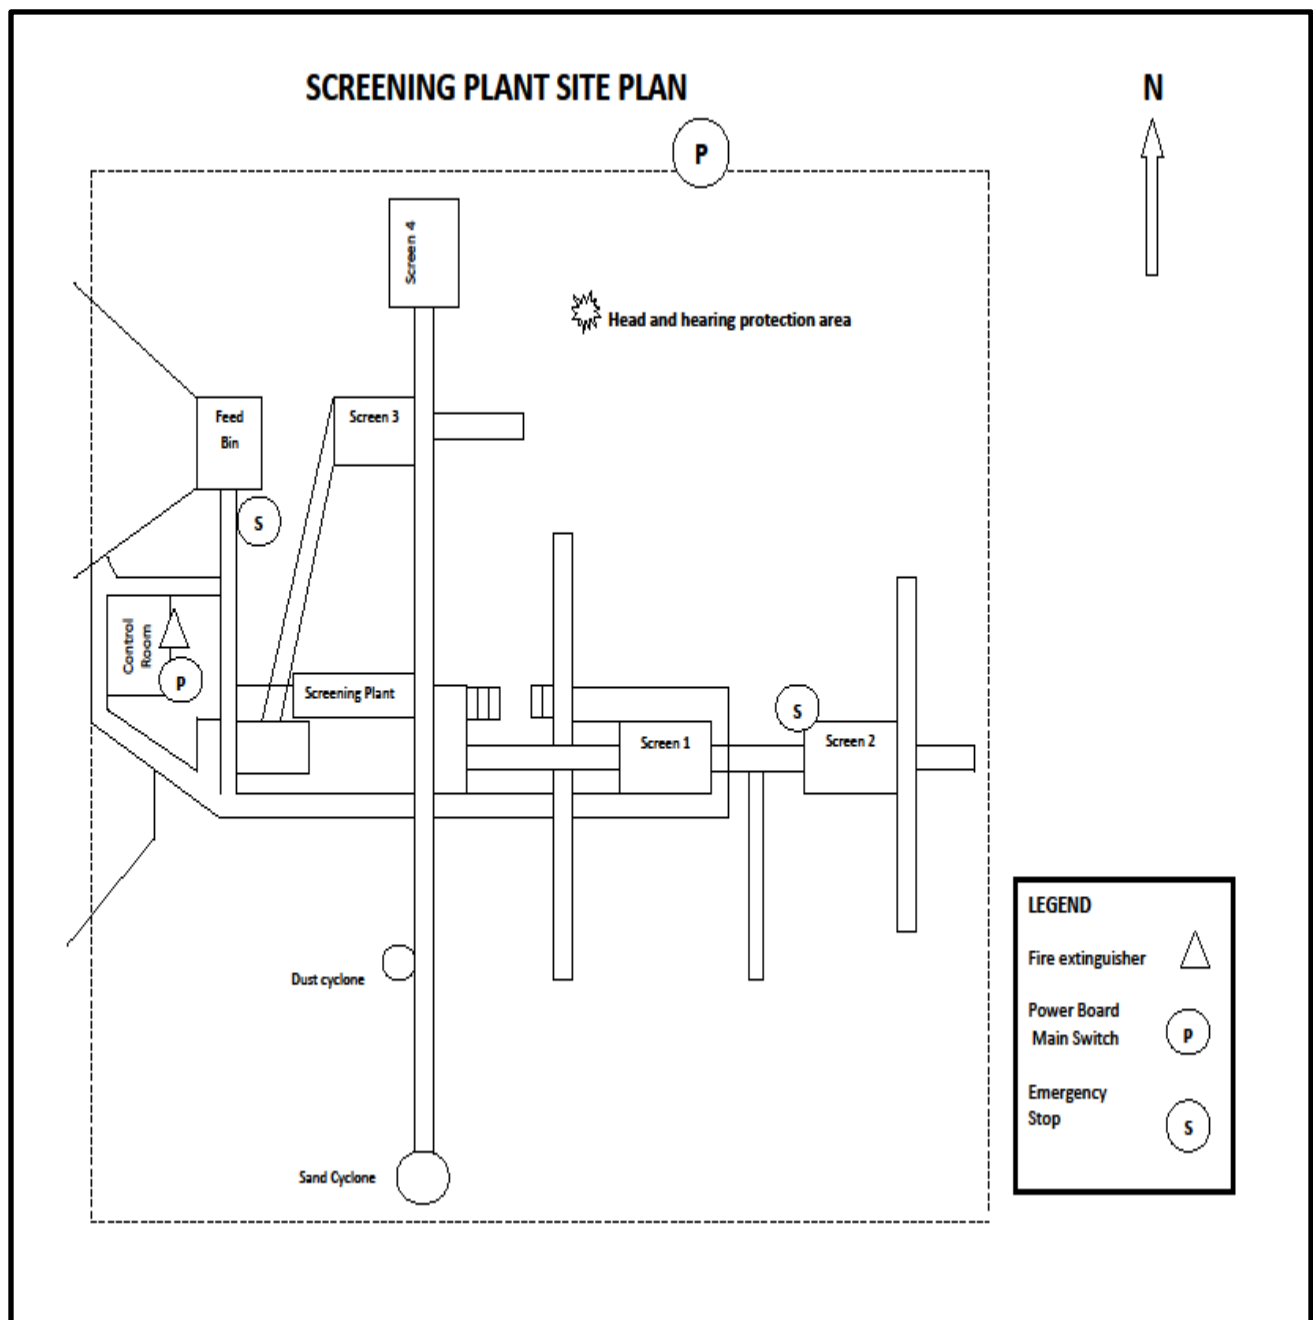 SCREENING PLANT SITE PLAN
N
P
Screen 4
Head and hearing protection area
Feed
Bin
Screen 3
S
Control
Room
P
Screening Plant
S
Screen 1
Screen 2
LEGEND
Fire extinguisher
Power Board
Main Switch
P
Emergency
Stop
S
Dust cyclone
Sand Cyclone